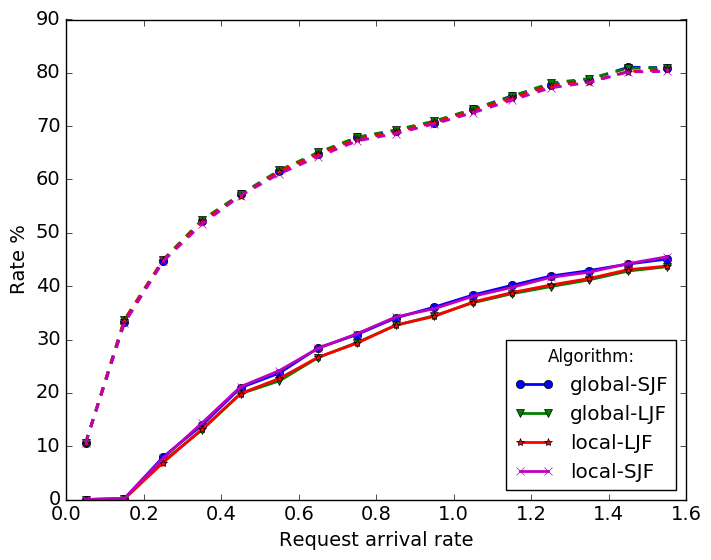 90
80
70
60
50
40
30
20
10
0
Rate %
0.0 0.2 0.4 0.6 0.8 1.0 1.2 1.4 1.6
Request arrival rate
Algorithm:
global-SJF
global-LJF
local-LJF
local-SJF